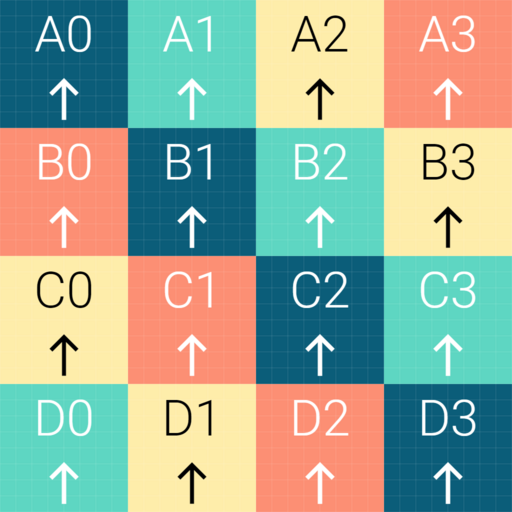 A0 A1 A2 A3
↑ ↑ ↑ ↑
B0 B1 B2 B3
↑ ↑ ↑ ↑
C0 C1 C2 C3
↑ ↑ ↑ ↑
D0 D1 D2 D3
↑ ↑ ↑ ↑